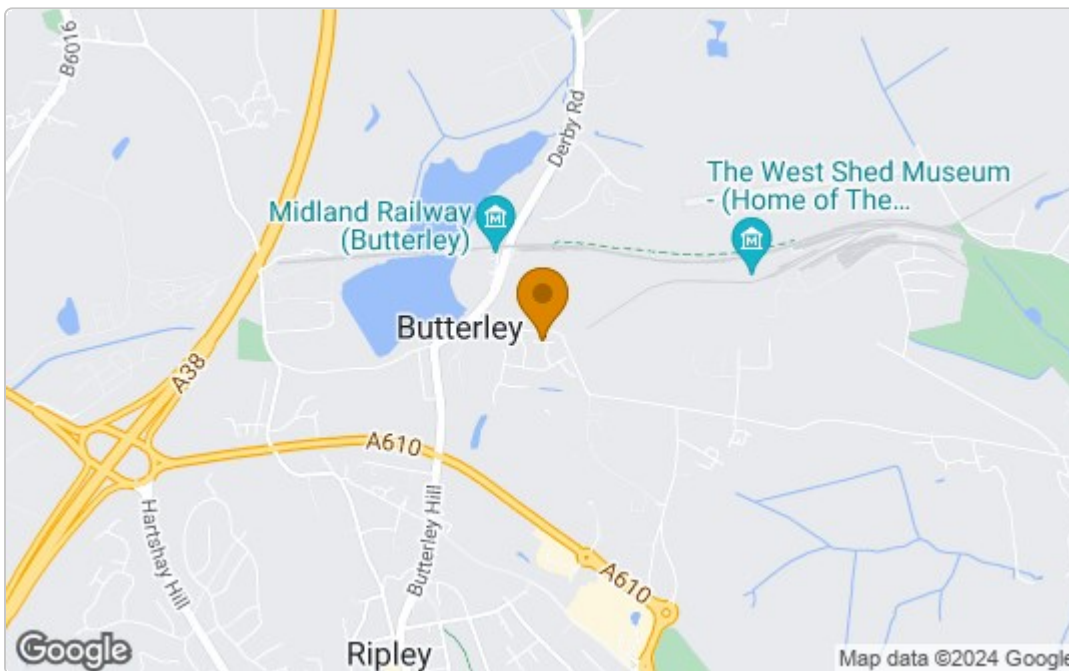 B6016
Derby Rd
The West Shed Museum
- (Home of The...
Midland Railway
(Butterley)
Butterley
A38
A610
Hartshay Hill
Butterley Hill
A610
Ripley
Google
Map data ©2024 Google